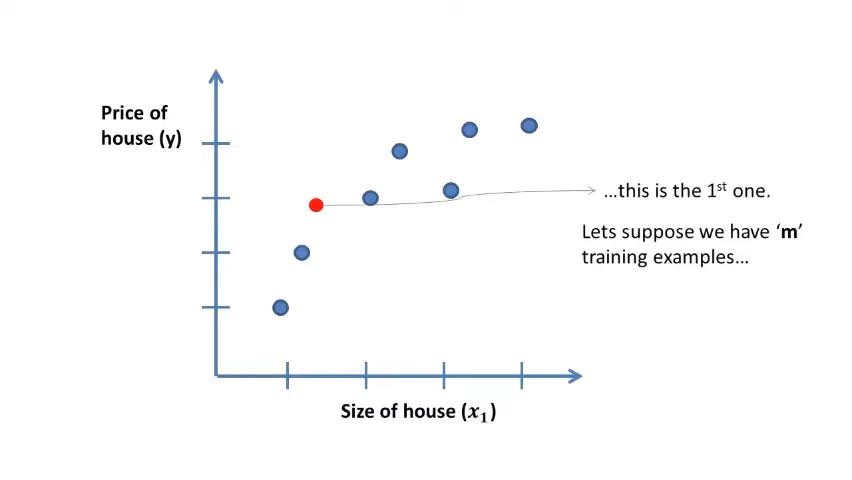 Price of
house (y)
...this is the 1st one.
Lets suppose we have ‘m’
training examples...
Size of house (x₁)